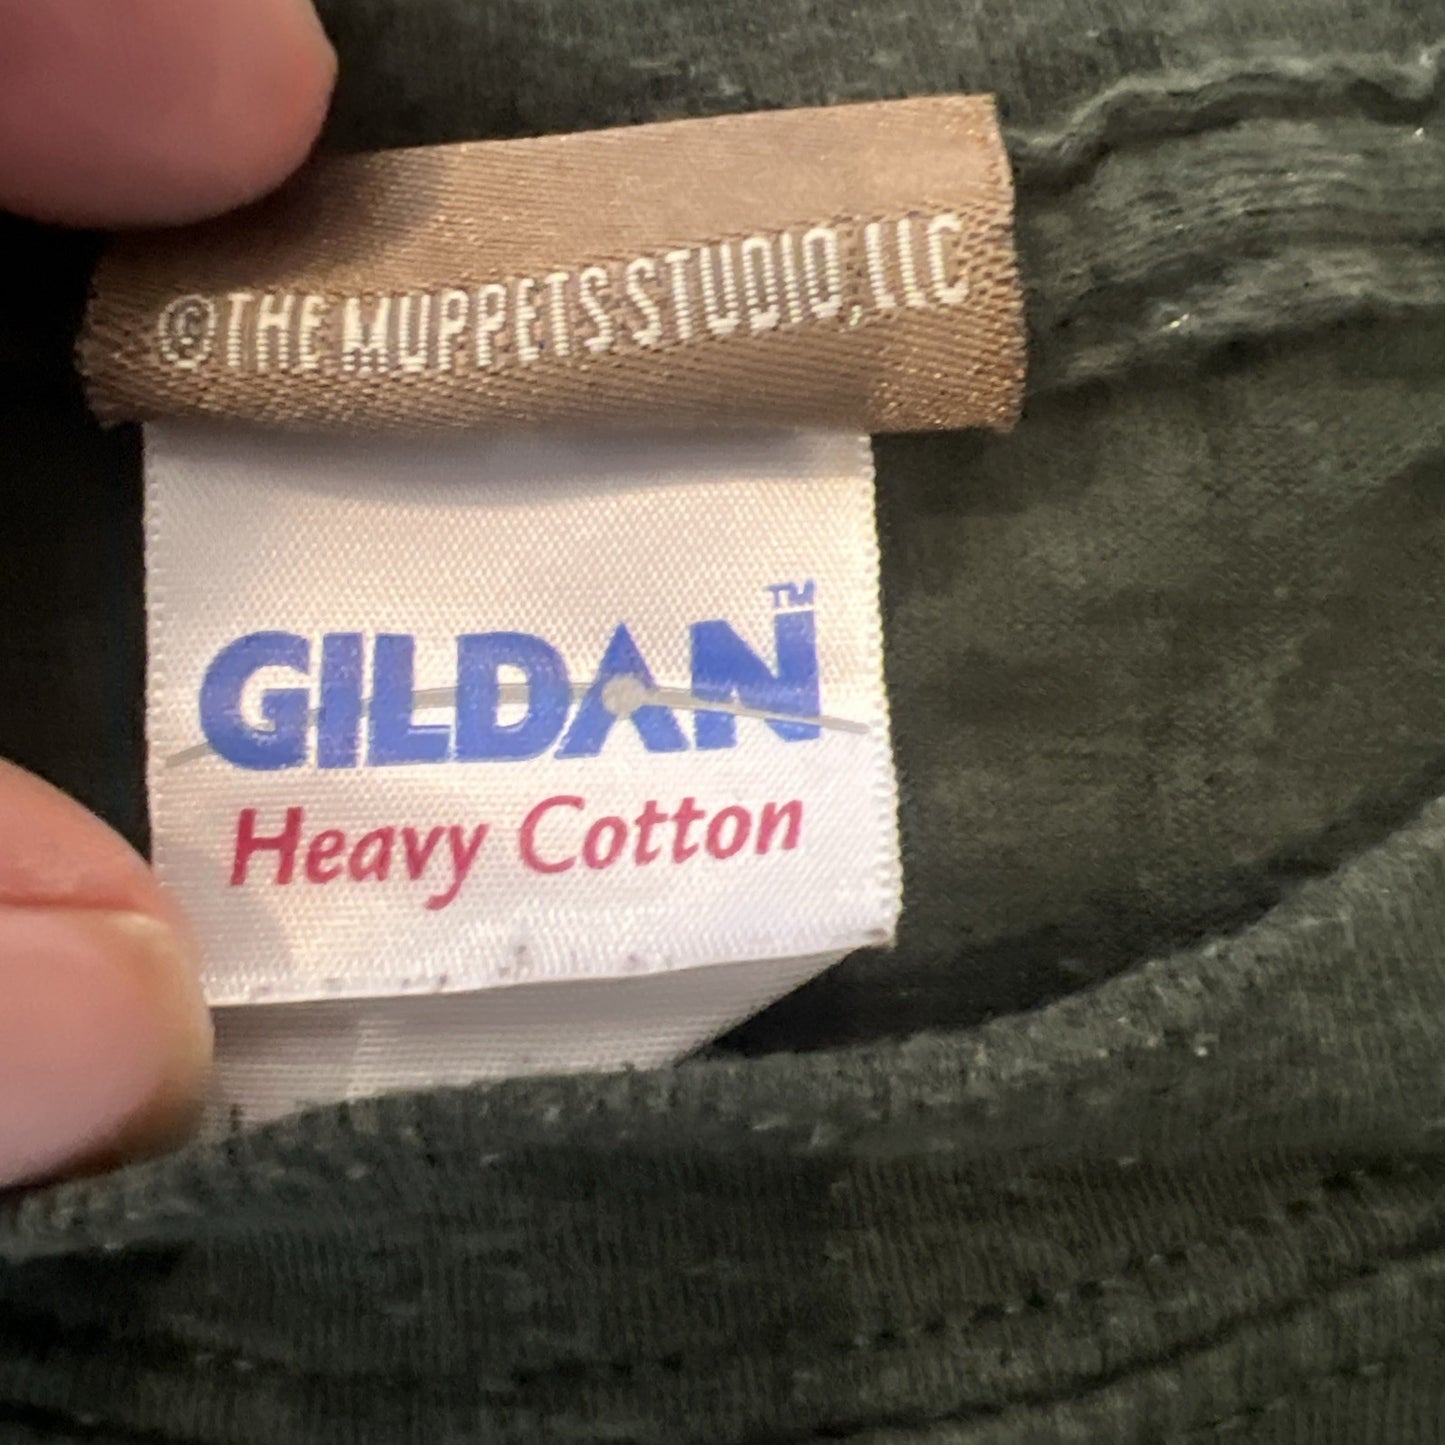 ©THE MUPPETS STUDIO, LLC
GILDAN™
Heavy Cotton